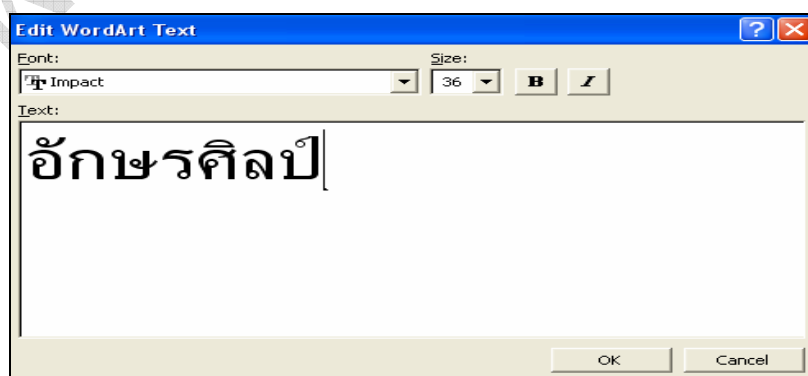 Edit WordArt Text
Font:
Size:
Impact
36
B
I
Text:
อักษรศิลป์
OK
Cancel